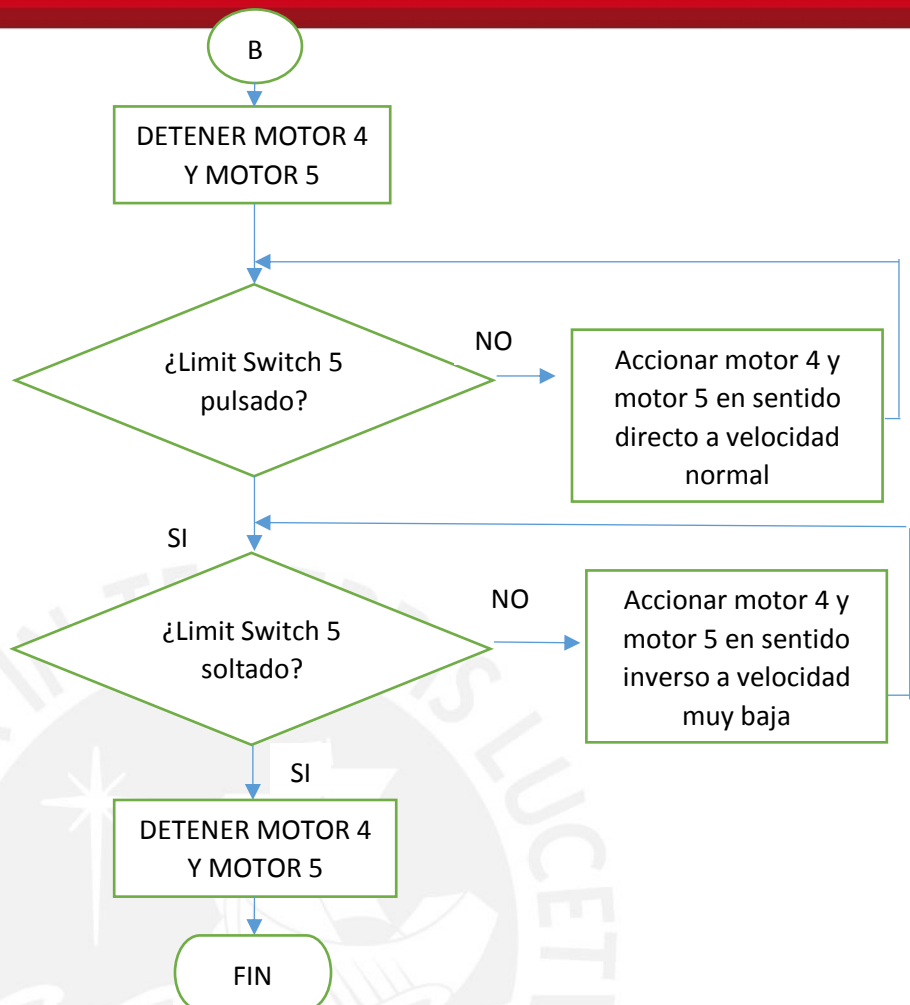 B
DETENER MOTOR 4
Y MOTOR 5
¿Limit Switch 5
pulsado?
NO
Accionar motor 4 y
motor 5 en sentido
directo a velocidad
normal
SI
¿Limit Switch 5
soltado?
NO
Accionar motor 4 y
motor 5 en sentido
inverso a velocidad
muy baja
SI
DETENER MOTOR 4
Y MOTOR 5
FIN